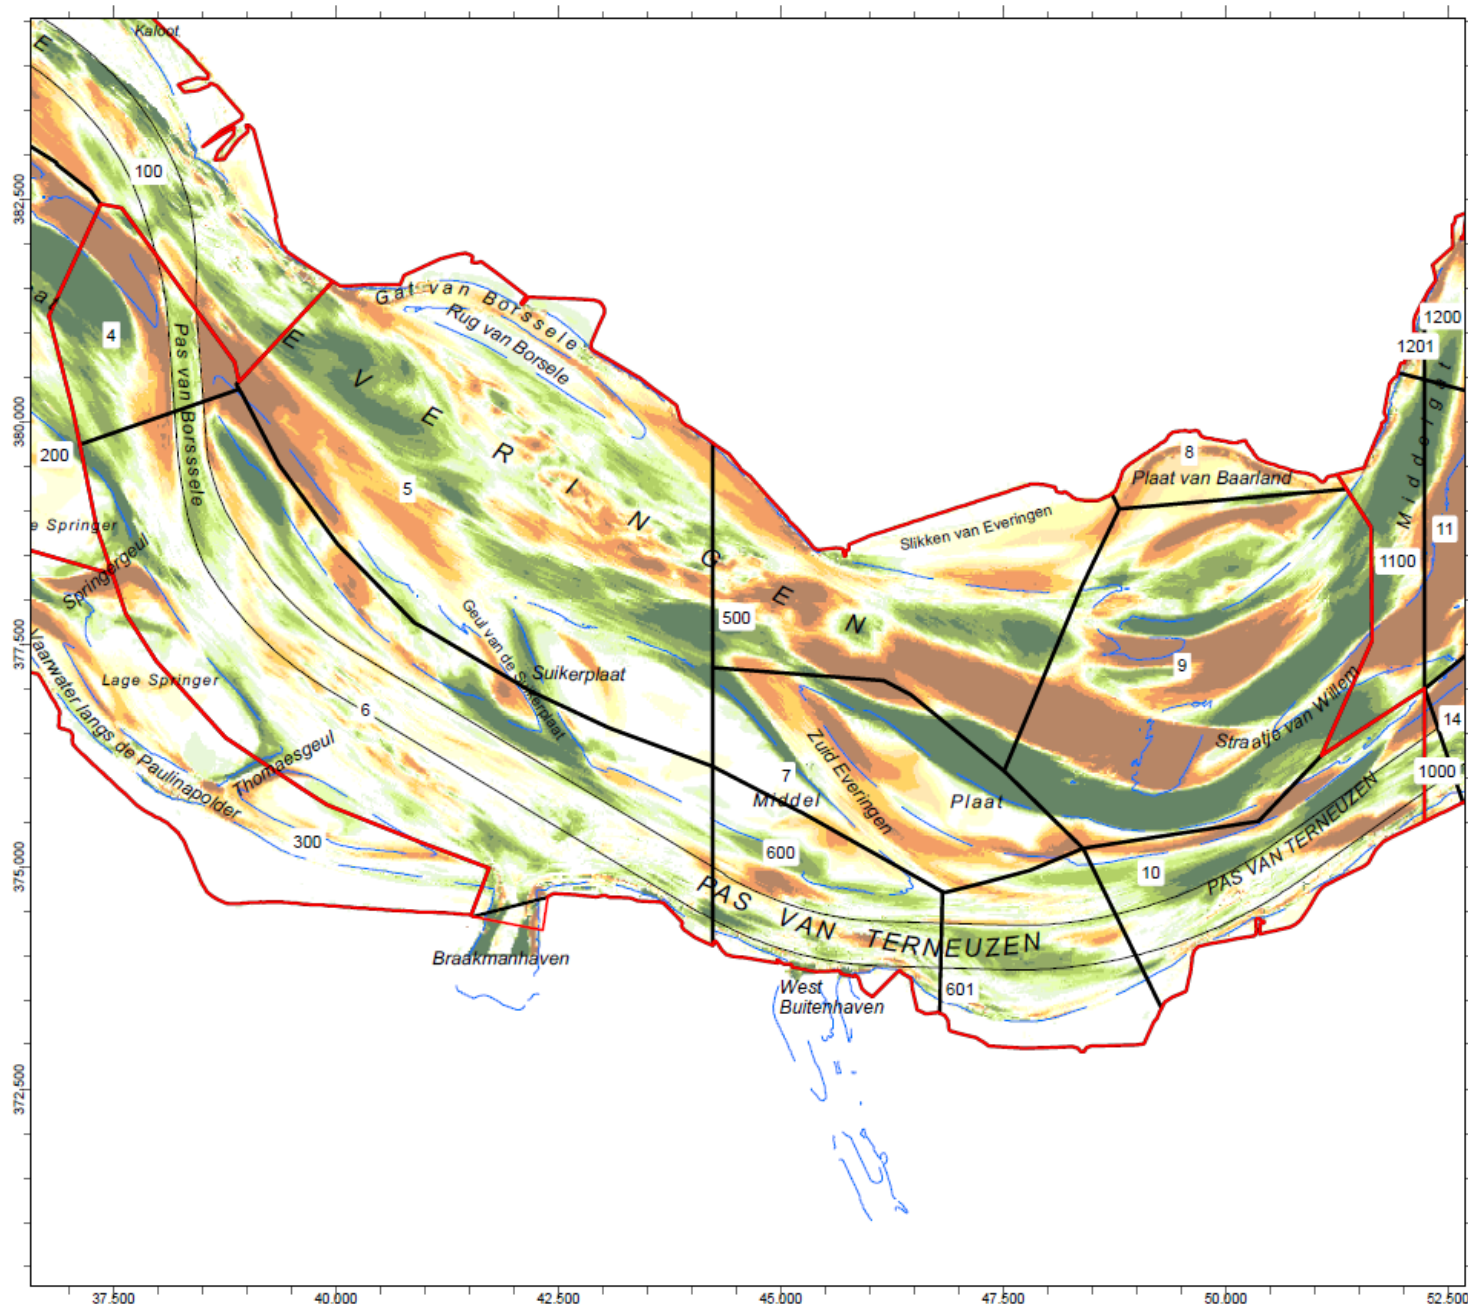 Kaloot
E
100
382.500
Gat van Borssele
Rug van Borsele
at
4
Pas van Borsssele
E V E R I N G E N
1200
1201
Middelgat
380.000
200
5
8
Plaat van Baarland
e Springer
Slikken van Everingen
11
Springergeul
1100
377.500
Geul van de Suikerplaat
500
Suikerplaat
9
Vaarwater langs de Paulinapolder
Lage Springer
6
Straatje van Willem
14
Thomaesgeul
Zuid Everingen
7
Middel
Plaat
1000
300
600
375.000
10
PAS VAN TERNEUZEN
PAS VAN TERNEUZEN
Braakmanhaven
West
Buitenhaven
601
372.500
37.500
40.000
42.500
45.000
47.500
50.000
52.500